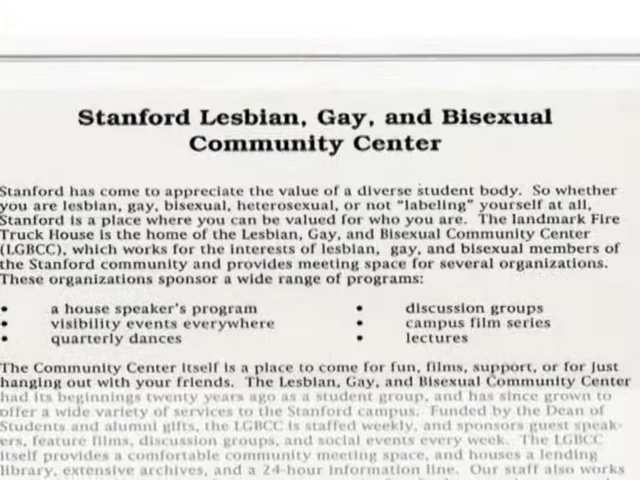 Stanford Lesbian, Gay, and Bisexual
Community Center
Stanford has come to appreciate the value of a diverse student body. So whether
you are lesbian, gay, bisexual, heterosexual, or not "labeling" yourself at all,
Stanford is a place where you can be valued for who you are. The landmark Fire
Truck House is the home of the Lesbian, Gay, and Bisexual Community Center
(LGBCC), which works for the interests of lesbian, gay, and bisexual members of
the Stanford community and provides meeting space for several organizations.
These organizations sponsor a wide range of programs:
• a house speaker's program • discussion groups
• visibility events everywhere • campus film series
• quarterly dances • lectures
The Community Center itself is a place to come for fun, films, support, or for just
hanging out with your friends. The Lesbian, Gay, and Bisexual Community Center
had its beginnings twenty years ago as a student group, and has since grown to
offer a wide variety of services to the Stanford campus. Funded by the Dean of
Students and alumni gifts, the LGBCC is staffed weekly, and sponsors guest speak-
ers, feature films, discussion groups, and social events every week. The LGBCC
itself provides a comfortable community meeting space, and houses a lending
library, extensive archives, and a 24-hour information line. Our staff also works